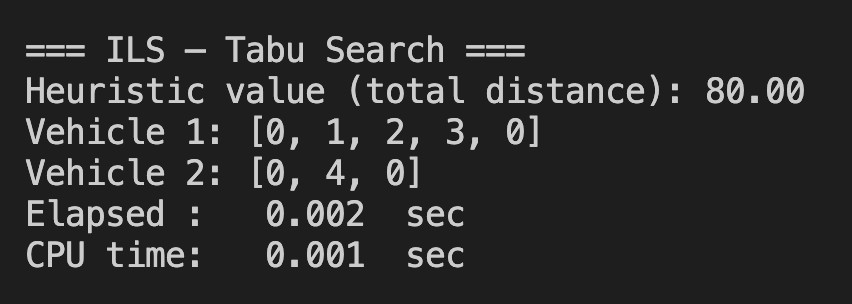 === ILS – Tabu Search ===
Heuristic value (total distance): 80.00
Vehicle 1: [0, 1, 2, 3, 0]
Vehicle 2: [0, 4, 0]
Elapsed :   0.002  sec
CPU time:   0.001  sec